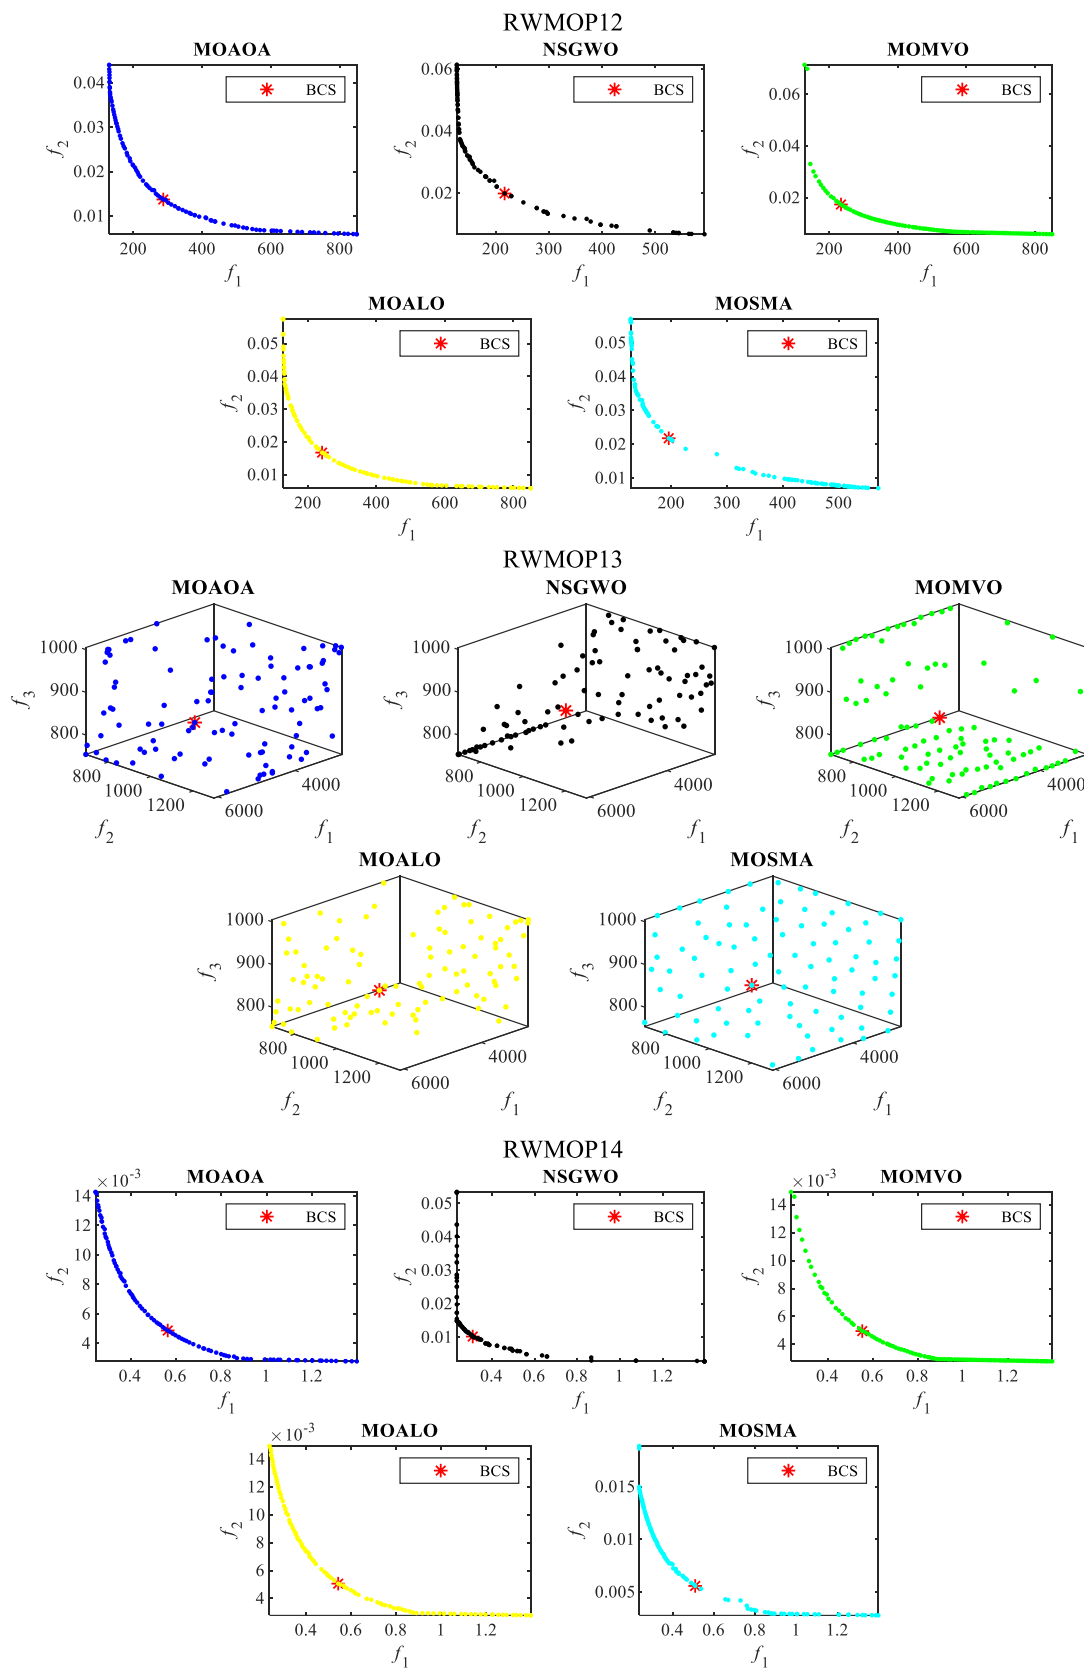 RWMOP12
MOAOA NSGWO MOMVO
BCS BCS BCS
0.04 0.03 0.02 0.01
0.06 0.04 0.02
0.06 0.04 0.02
f2 f2 f2
200 400 600 800
200 300 400 500
200 400 600 800
f1 f1 f1
MOALO MOSMA
BCS BCS
0.05 0.04 0.03 0.02 0.01
0.05 0.04 0.03 0.02 0.01
f2 f2
200 400 600 800
200 300 400 500
f1 f1
RWMOP13
MOAOA NSGWO MOMVO
1000 900 800
1000 900 800
1000 900 800
f3 f3 f3
800 1000 1200 6000 4000
800 1000 1200 6000 4000
800 1000 1200 6000 4000
f2 f1 f2 f1 f2 f1
MOALO MOSMA
1000 900 800
1000 900 800
f3 f3
800 1000 1200 6000 4000
800 1000 1200 6000 4000
f2 f1 f2 f1
RWMOP14
MOAOA NSGWO MOMVO
×10-3 ×10-3
BCS BCS BCS
14 12 10 8 6 4
0.05 0.04 0.03 0.02 0.01
14 12 10 8 6 4
f2 f2 f2
0.4 0.6 0.8 1 1.2
0.4 0.6 0.8 1 1.2
0.4 0.6 0.8 1 1.2
f1 f1 f1
MOALO MOSMA
×10-3
BCS BCS
14 12 10 8 6 4
0.015 0.01 0.005
f2 f2
0.4 0.6 0.8 1 1.2
0.4 0.6 0.8 1 1.2
f1 f1